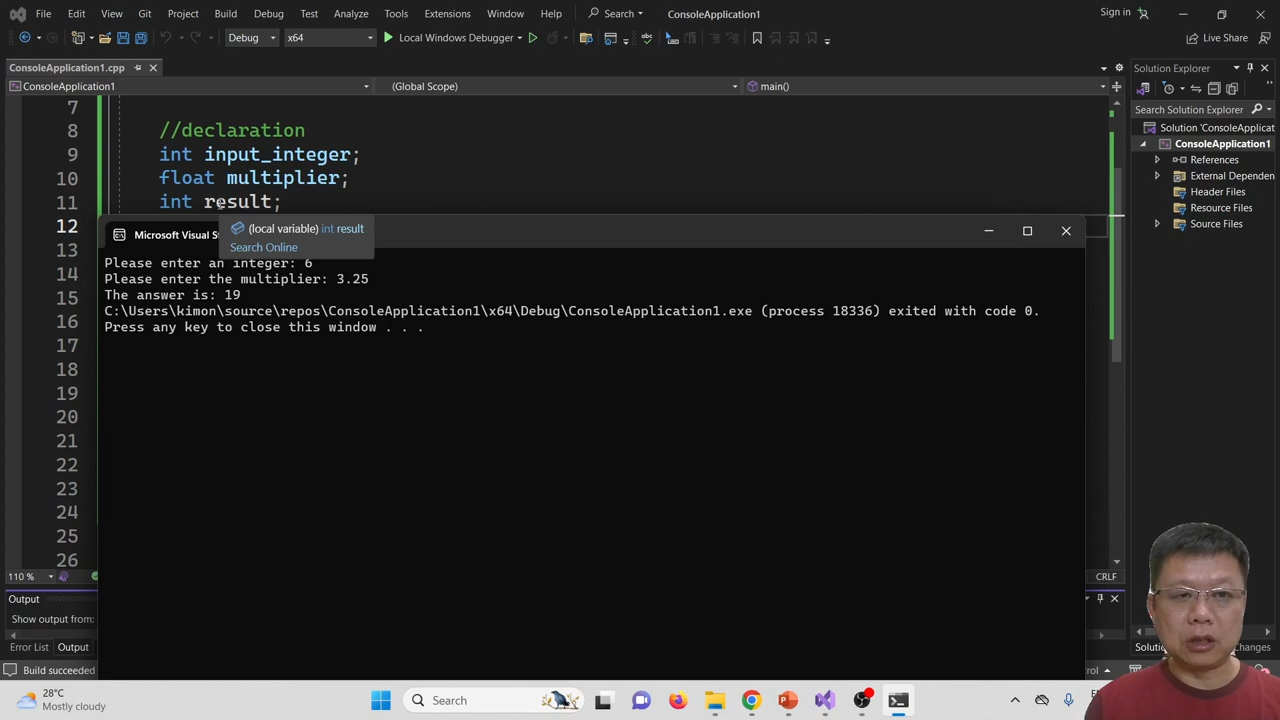 File Edit View Git Project Build Debug Test Analyze Tools Extensions Window Help Search ConsoleApplication1 Sign in
Debug x64 Local Windows Debugger Live Share
ConsoleApplication1.cpp Solution Explorer
ConsoleApplication1 (Global Scope) main()
Search Solution Explorer
Solution 'ConsoleApplicat
ConsoleApplication1
References
External Dependen
Header Files
Resource Files
Source Files
7
8 //declaration
9 int input_integer;
10 float multiplier;
11 int result;
12
13
14
15
16
17
18
19
20
21
22
23
24
25
26
(local variable) int result
Search Online
Microsoft Visual St
Please enter an integer: 6
Please enter the multiplier: 3.25
The answer is: 19
C:\Users\kimon\source\repos\ConsoleApplication1\x64\Debug\ConsoleApplication1.exe (process 18336) exited with code 0.
Press any key to close this window . . .
110 % CRLF
Output
Show output from:
Error List Output Changes
Build succeeded
28°C
Mostly cloudy
Search